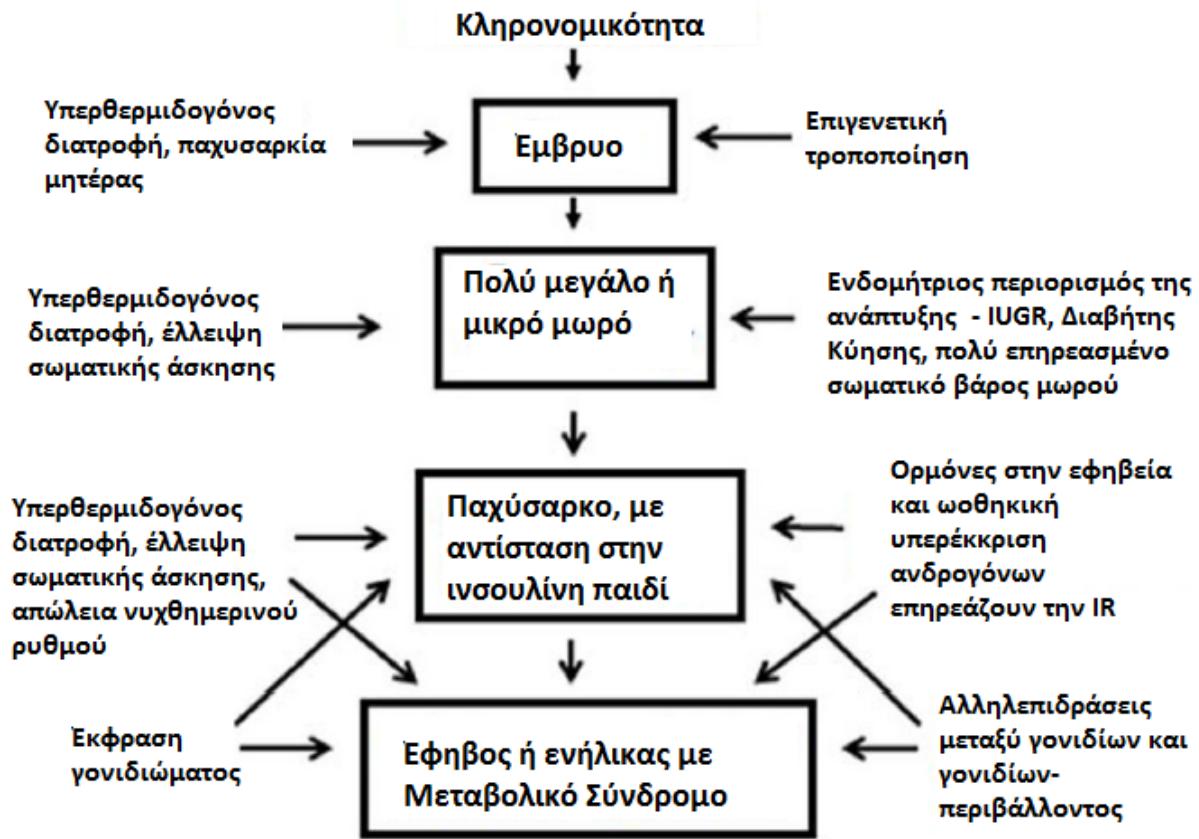 Κληρονομικότητα
Υπερθερμιδογόνος
διατροφή, παχυσαρκία
μητέρας
Έμβρυο
Επιγενετική
τροποποίηση
Υπερθερμιδογόνος
διατροφή, έλλειψη
σωματικής άσκησης
Πολύ μεγάλο ή
μικρό μωρό
Ενδομήτριος περιορισμός της
ανάπτυξης - IUGR, Διαβήτης
Κύησης, πολύ επηρεασμένο
σωματικό βάρος μωρού
Υπερθερμιδογόνος
διατροφή, έλλειψη
σωματικής άσκησης,
απώλεια νυχθημερινού
ρυθμού
Παχύσαρκο, με
αντίσταση στην
ινσουλίνη παιδί
Ορμόνες στην εφηβεία
και ωοθηκική
υπερέκκριση
ανδρογόνων
επηρεάζουν την IR
Έκφραση
γονιδιώματος
Έφηβος ή ενήλικας με
Μεταβολικό Σύνδρομο
Αλληλεπιδράσεις
μεταξύ γονιδίων και
γονιδίων-
περιβάλλοντος